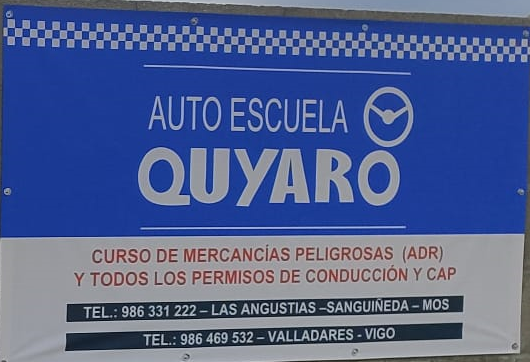 AUTO ESCUELA
QUYARO
CURSO DE MERCANCÍAS PELIGROSAS (ADR)
Y TODOS LOS PERMISOS DE CONDUCCIÓN Y CAP
TEL.: 986 331 222 – LAS ANGUSTIAS –SANGUIÑEDA – MOS
TEL.: 986 469 532 – VALLADARES - VIGO